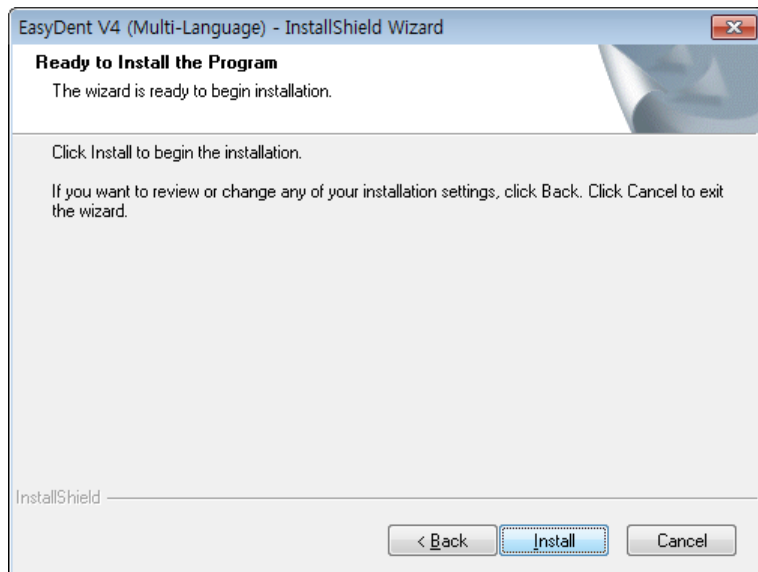 EasyDent V4 (Multi-Language) - InstallShield Wizard
Ready to Install the Program
The wizard is ready to begin installation.
Click Install to begin the installation.
If you want to review or change any of your installation settings, click Back. Click Cancel to exit
the wizard.
InstallShield
< Back Install Cancel